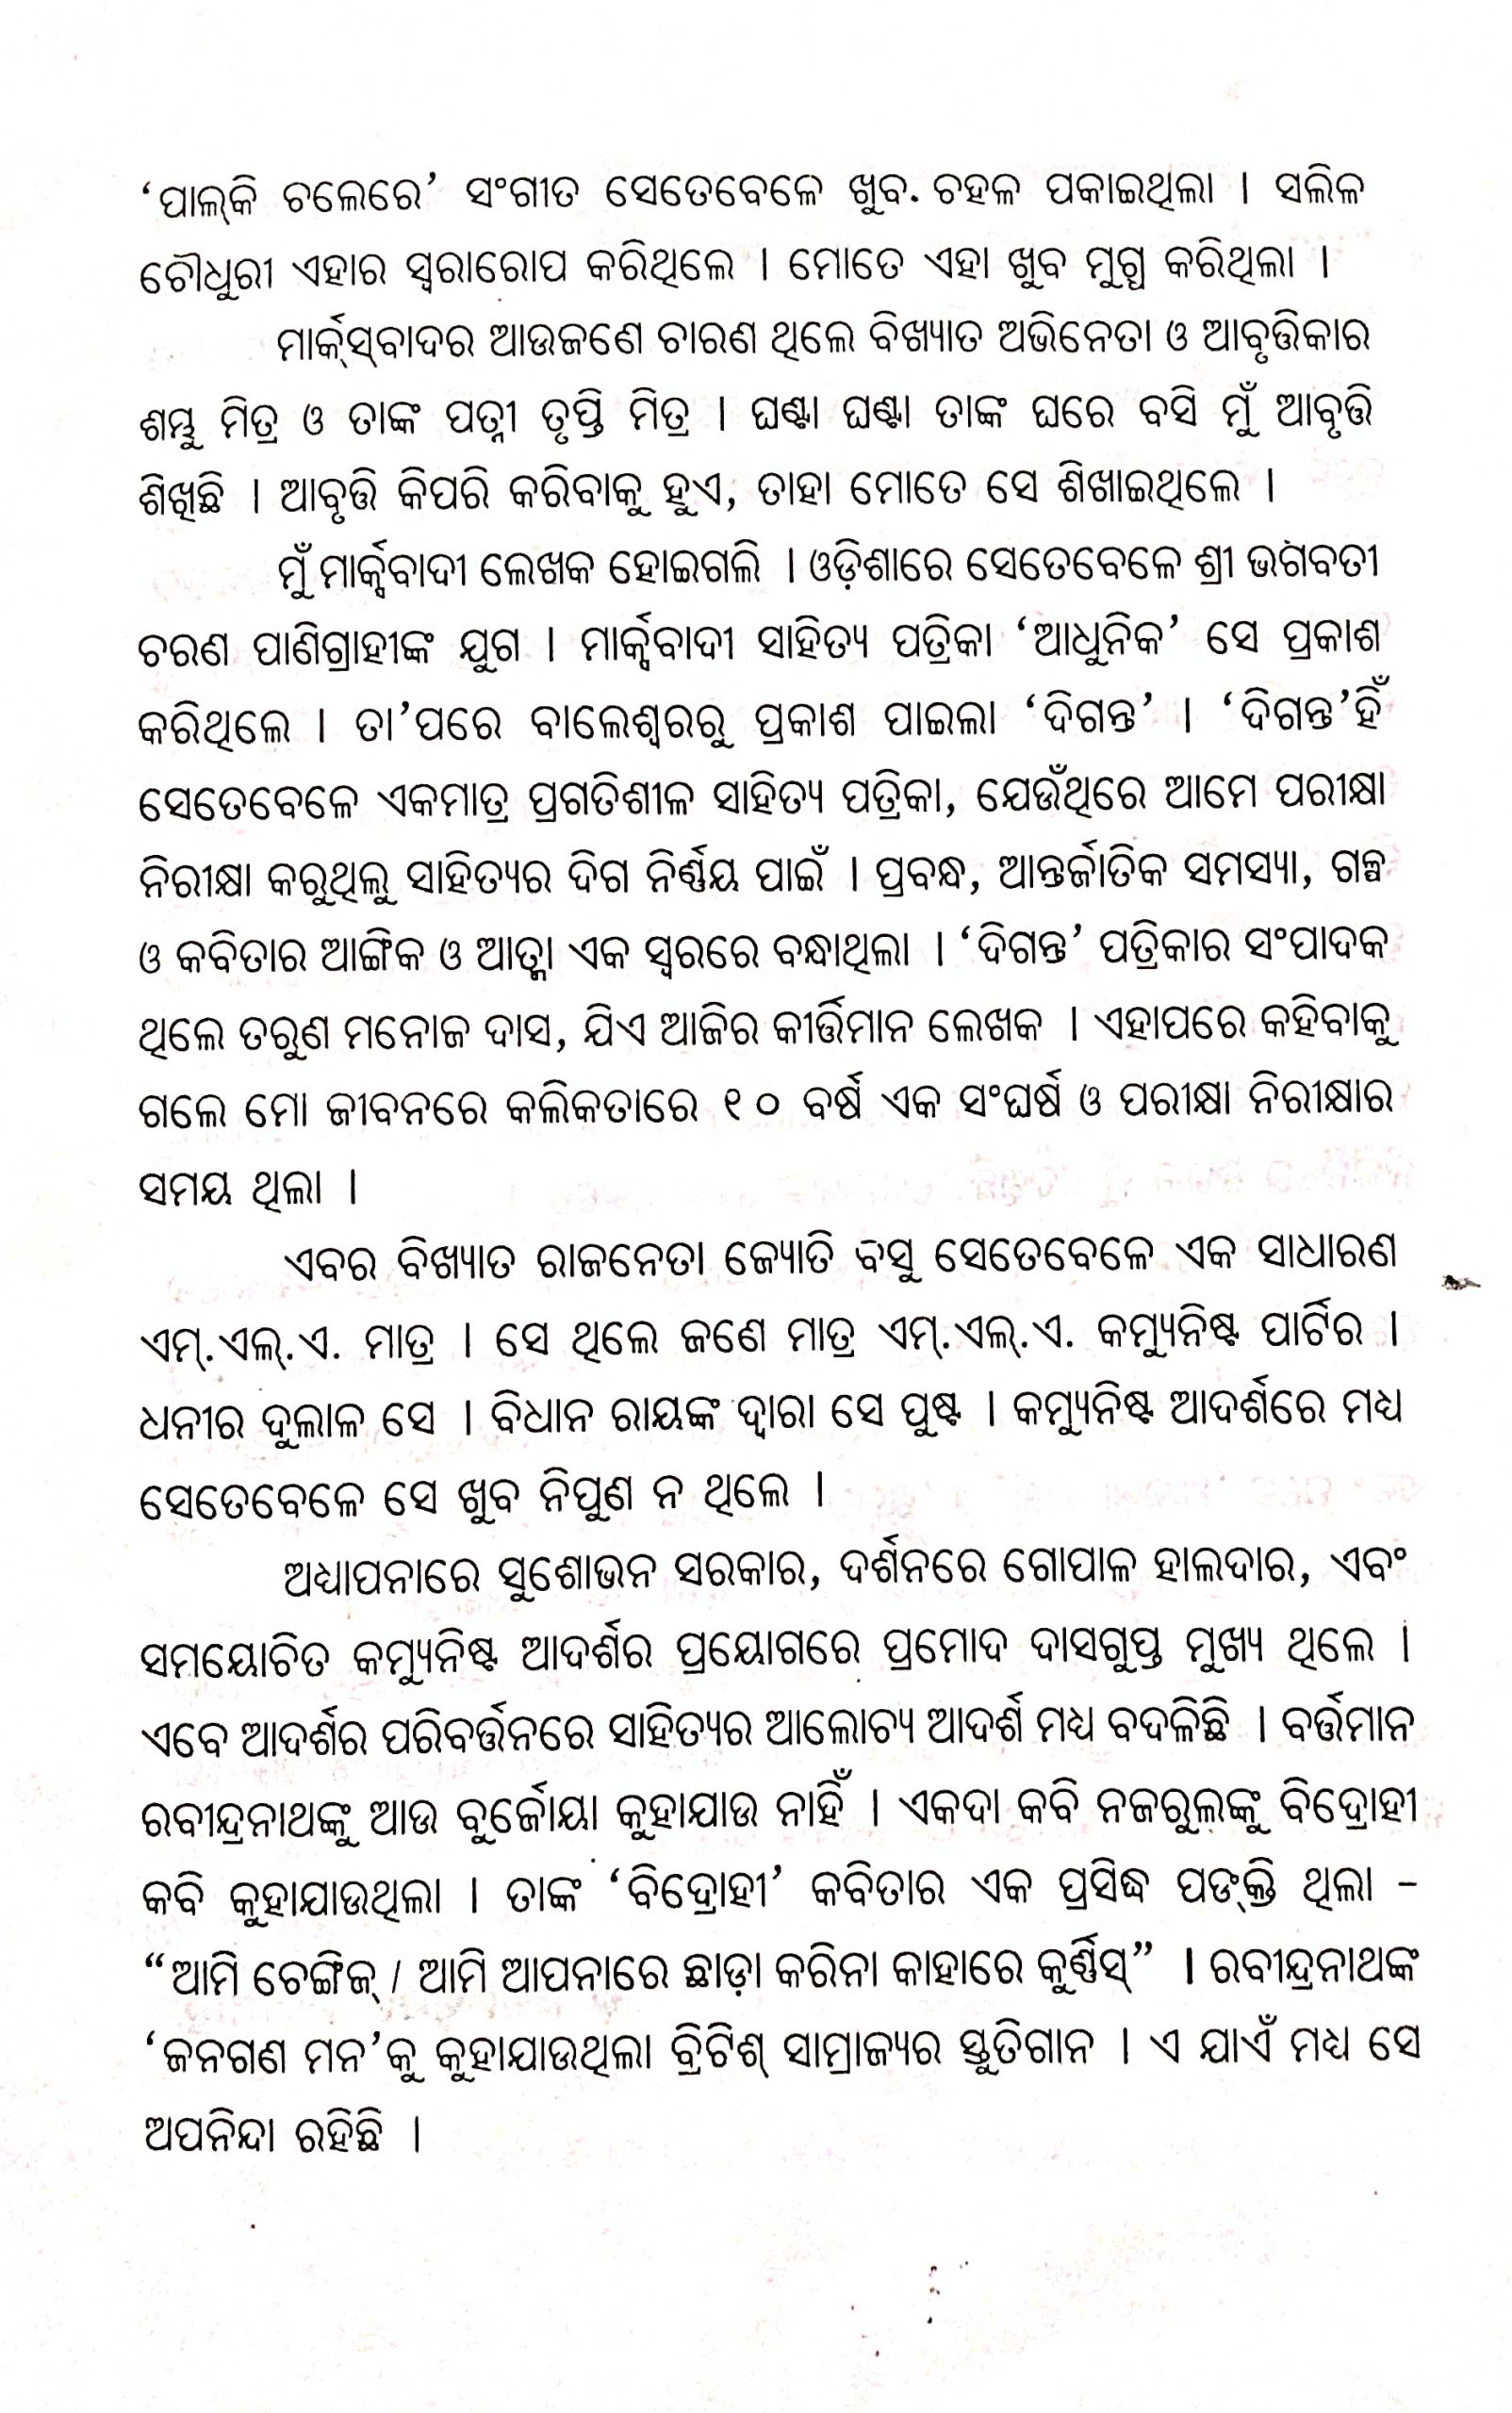 ‘ପାଲ୍‌କି ଚଲେରେ’ ସଂଗୀତ ସେତେବେଳେ ଖୁବ. ଚହଳ ପକାଇଥିଲା । ସଲିଳ
ଚୌଧୁରୀ ଏହାର ସ୍ୱରାରୋପ କରିଥିଲେ । ମୋତେ ଏହା ଖୁବ ମୁଗ୍ଧ କରିଥିଲା ।
ମାର୍କ୍‌ସ୍‌ବାଦର ଆଉଜଣେ ଚାରଣ ଥିଲେ ବିଖ୍ୟାତ ଅଭିନେତା ଓ ଆବୃତ୍ତିକାର
ଶମ୍ଭୁ ମିତ୍ର ଓ ତାଙ୍କ ପତ୍ନୀ ତୃପ୍ତି ମିତ୍ର । ଘଣ୍ଟା ଘଣ୍ଟା ତାଙ୍କ ଘରେ ବସି ମୁଁ ଆବୃତ୍ତି
ଶିଖିଛି । ଆବୃତ୍ତି କିପରି କରିବାକୁ ହୁଏ, ତାହା ମୋତେ ସେ ଶିଖାଇଥିଲେ ।
ମୁଁ ମାର୍କ୍ସବାଦୀ ଲେଖକ ହୋଇଗଲି । ଓଡ଼ିଶାରେ ସେତେବେଳେ ଶ୍ରୀ ଭଗବତୀ
ଚରଣ ପାଣିଗ୍ରାହୀଙ୍କ ଯୁଗ । ମାର୍କ୍ସବାଦୀ ସାହିତ୍ୟ ପତ୍ରିକା ‘ଆଧୁନିକ’ ସେ ପ୍ରକାଶ
କରିଥିଲେ । ତା’ପରେ ବାଲେଶ୍ୱରରୁ ପ୍ରକାଶ ପାଇଲା ‘ଦିଗନ୍ତ’ । ‘ଦିଗନ୍ତ’ହିଁ
ସେତେବେଳେ ଏକମାତ୍ର ପ୍ରଗତିଶୀଳ ସାହିତ୍ୟ ପତ୍ରିକା, ଯେଉଁଥିରେ ଆମେ ପରୀକ୍ଷା
ନିରୀକ୍ଷା କରୁଥିଲୁ ସାହିତ୍ୟର ଦିଗ ନିର୍ଣ୍ଣୟ ପାଇଁ । ପ୍ରବନ୍ଧ, ଆନ୍ତର୍ଜାତିକ ସମସ୍ୟା, ଗଳ୍ପ
ଓ କବିତାର ଆଙ୍ଗିକ ଓ ଆତ୍ମା ଏକ ସ୍ୱରରେ ବନ୍ଧାଥିଲା । ‘ଦିଗନ୍ତ’ ପତ୍ରିକାର ସଂପାଦକ
ଥିଲେ ତରୁଣ ମନୋଜ ଦାସ, ଯିଏ ଆଜିର କୀର୍ତ୍ତିମାନ ଲେଖକ । ଏହାପରେ କହିବାକୁ
ଗଲେ ମୋ ଜୀବନରେ କଲିକତାରେ ୧୦ ବର୍ଷ ଏକ ସଂଘର୍ଷ ଓ ପରୀକ୍ଷା ନିରୀକ୍ଷାର
ସମୟ ଥିଲା ।
ଏବର ବିଖ୍ୟାତ ରାଜନେତା ଜ୍ୟୋତି ବସୁ ସେତେବେଳେ ଏକ ସାଧାରଣ
ଏମ୍.ଏଲ୍.ଏ. ମାତ୍ର । ସେ ଥିଲେ ଜଣେ ମାତ୍ର ଏମ୍.ଏଲ୍.ଏ. କମ୍ୟୁନିଷ୍ଟ ପାର୍ଟିର ।
ଧନୀର ଦୁଲାଳ ସେ । ବିଧାନ ରାୟଙ୍କ ଦ୍ୱାରା ସେ ପୁଷ୍ଟ । କମ୍ୟୁନିଷ୍ଟ ଆଦର୍ଶରେ ମଧ୍ୟ
ସେତେବେଳେ ସେ ଖୁବ ନିପୁଣ ନ ଥିଲେ ।
ଅଧ୍ୟାପନାରେ ସୁଶୋଭନ ସରକାର, ଦର୍ଶନରେ ଗୋପାଳ ହାଲଦାର, ଏବଂ
ସମୟୋଚିତ କମ୍ୟୁନିଷ୍ଟ ଆଦର୍ଶର ପ୍ରୟୋଗରେ ପ୍ରମୋଦ ଦାସଗୁପ୍ତ ମୁଖ୍ୟ ଥିଲେ ।
ଏବେ ଆଦର୍ଶର ପରିବର୍ତ୍ତନରେ ସାହିତ୍ୟର ଆଲୋଚ୍ୟ ଆଦର୍ଶ ମଧ୍ୟ ବଦଳିଛି । ବର୍ତ୍ତମାନ
ରବୀନ୍ଦ୍ରନାଥଙ୍କୁ ଆଉ ବୁର୍ଜୋୟା କୁହାଯାଉ ନାହିଁ । ଏକଦା କବି ନଜରୁଲଙ୍କୁ ବିଦ୍ରୋହୀ
କବି କୁହାଯାଉଥିଲା । ତାଙ୍କ ‘ବିଦ୍ରୋହୀ’ କବିତାର ଏକ ପ୍ରସିଦ୍ଧ ପଙ୍‌କ୍ତି ଥିଲା –
“ଆମି ଚେଙ୍ଗିଜ୍ / ଆମି ଆପନାରେ ଛାଡ଼ା କରିନା କାହାରେ କୁର୍ଣ୍ଣିସ୍” । ରବୀନ୍ଦ୍ରନାଥଙ୍କ
‘ଜନଗଣ ମନ’କୁ କୁହାଯାଉଥିଲା ବ୍ରିଟିଶ୍ ସାମ୍ରାଜ୍ୟର ସ୍ତୁତିଗାନ । ଏ ଯାଏଁ ମଧ୍ୟ ସେ
ଅପନିନ୍ଦା ରହିଛି ।